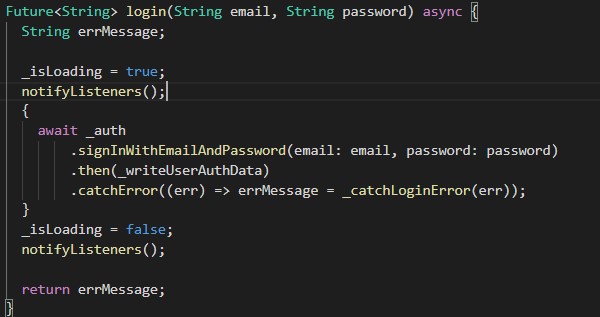 Future<String> login(String email, String password) async {
String errMessage;
_isLoading = true;
notifyListeners();
{
await _auth
.signInWithEmailAndPassword(email: email, password: password)
.then(_writeUserAuthData)
.catchError((err) => errMessage = _catchLoginError(err));
}
_isLoading = false;
notifyListeners();
return errMessage;
}